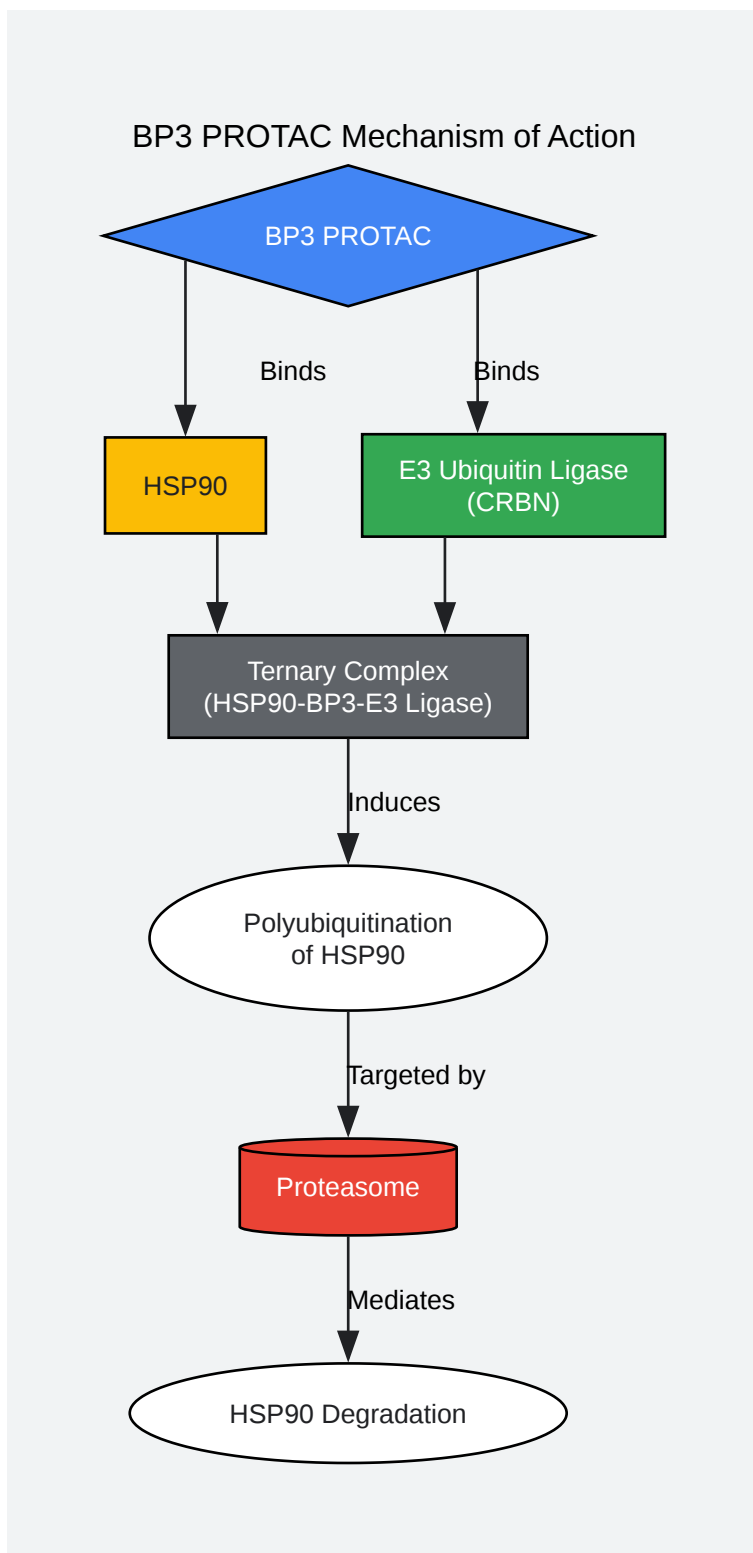 BP3 PROTAC Mechanism of Action
BP3 PROTAC
Binds
Binds
HSP90
E3 Ubiquitin Ligase
(CRBN)
Ternary Complex
(HSP90-BP3-E3 Ligase)
Induces
Polyubiquitination
of HSP90
Targeted by
Proteasome
Mediates
HSP90 Degradation